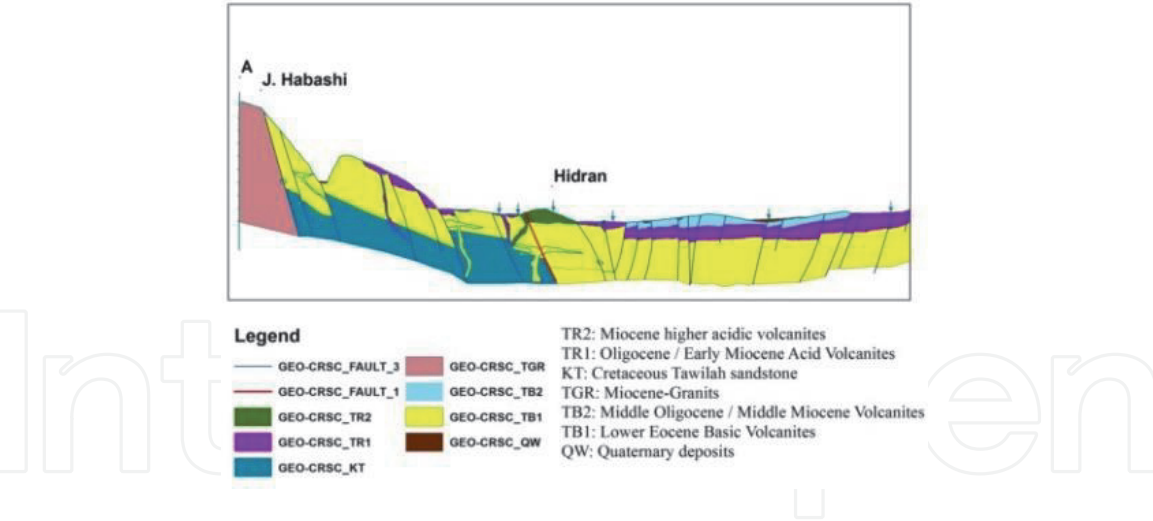 A
J. Habashi
Hidran
Legend
GEO-CRSC_FAULT_3
GEO-CRSC_FAULT_1
GEO-CRSC_TR2
GEO-CRSC_TR1
GEO-CRSC_KT
GEO-CRSC_TGR
GEO-CRSC_TB2
GEO-CRSC_TB1
GEO-CRSC_QW
TR2: Miocene higher acidic volcanites
TR1: Oligocene / Early Miocene Acid Volcanites
KT: Cretaceous Tawilah sandstone
TGR: Miocene-Granits
TB2: Middle Oligocene / Middle Miocene Volcanites
TB1: Lower Eocene Basic Volcanites
QW: Quaternary deposits